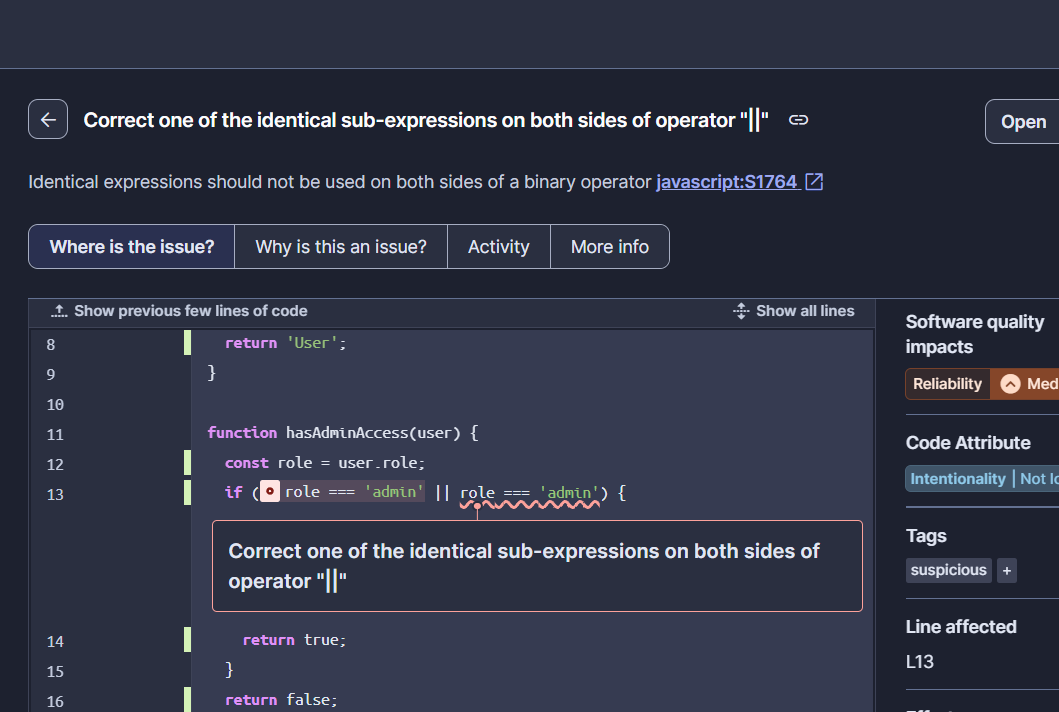 Correct one of the identical sub-expressions on both sides of operator "||"
Open
Identical expressions should not be used on both sides of a binary operator javascript:S1764
Where is the issue?
Why is this an issue?
Activity
More info
Show previous few lines of code
Show all lines
8 return 'User';
9 }
10
11 function hasAdminAccess(user) {
12 const role = user.role;
13 if ( role === 'admin' || role === 'admin') {
Correct one of the identical sub-expressions on both sides of
operator "||"
14 return true;
15 }
16 return false;
Software quality
impacts
Reliability
Med
Code Attribute
Intentionality | Not lo
Tags
suspicious +
Line affected
L13